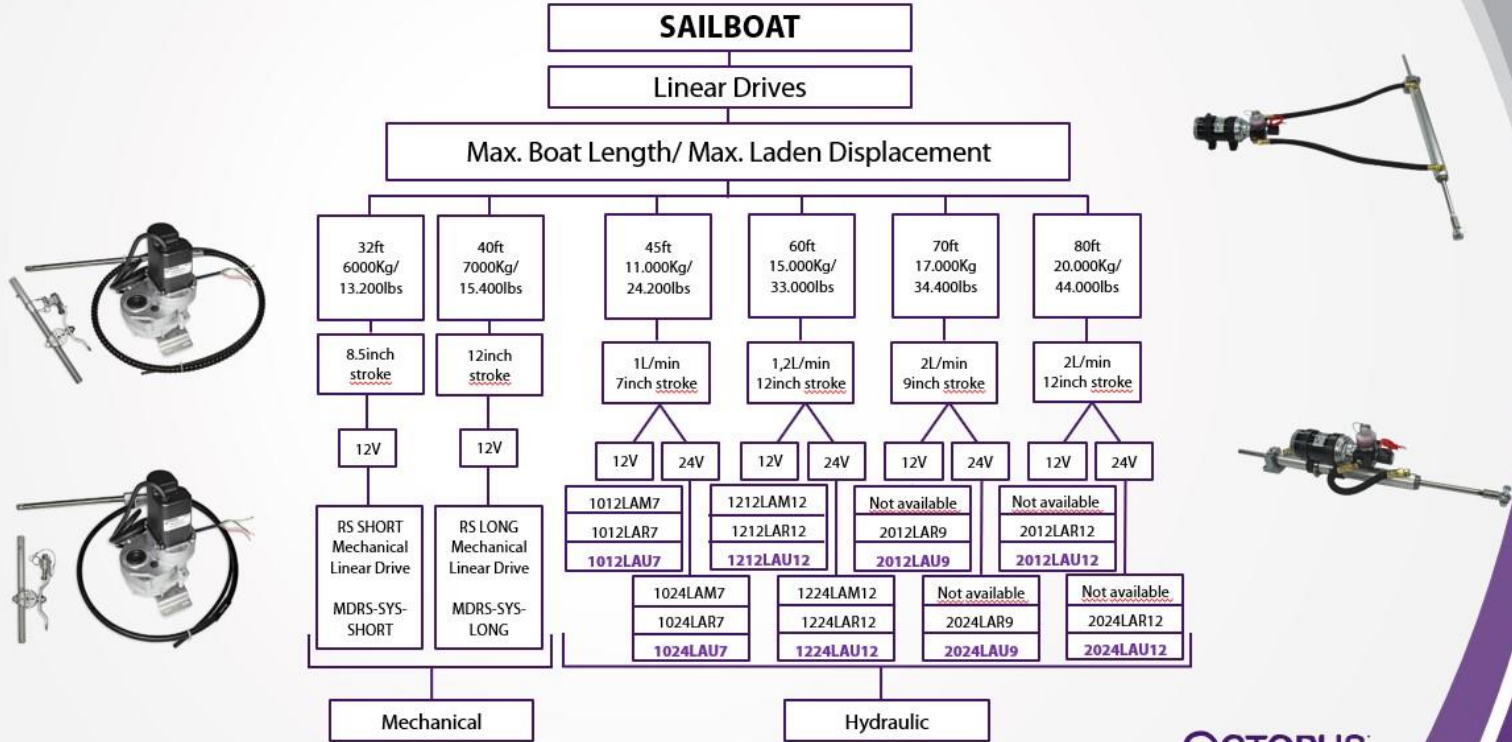 SAILBOAT
Linear Drives
Max. Boat Length/ Max. Laden Displacement
32ft
6000Kg/
13.200lbs
40ft
7000Kg/
15.400lbs
45ft
11.000Kg/
24.200lbs
60ft
15.000Kg/
33.000lbs
70ft
17.000Kg
34.400lbs
80ft
20.000Kg/
44.000lbs
8.5inch
stroke
12inch
stroke
1L/min
7inch stroke
1,2L/min
12inch stroke
2L/min
9inch stroke
2L/min
12inch stroke
12V
12V
12V
24V
12V
24V
12V
24V
12V
24V
RS SHORT
Mechanical
Linear Drive
MDRS-SYS-
SHORT
RS LONG
Mechanical
Linear Drive
MDRS-SYS-
LONG
1012LAM7
1012LAR7
1012LAU7
1212LAM12
1212LAR12
1212LAU12
Not available
2012LAR9
2012LAU9
Not available
2012LAR12
2012LAU12
1024LAM7
1024LAR7
1024LAU7
1224LAM12
1224LAR12
1224LAU12
Not available
2024LAR9
2024LAU9
Not available
2024LAR12
2024LAU12
Mechanical
Hydraulic
OCTOPUS